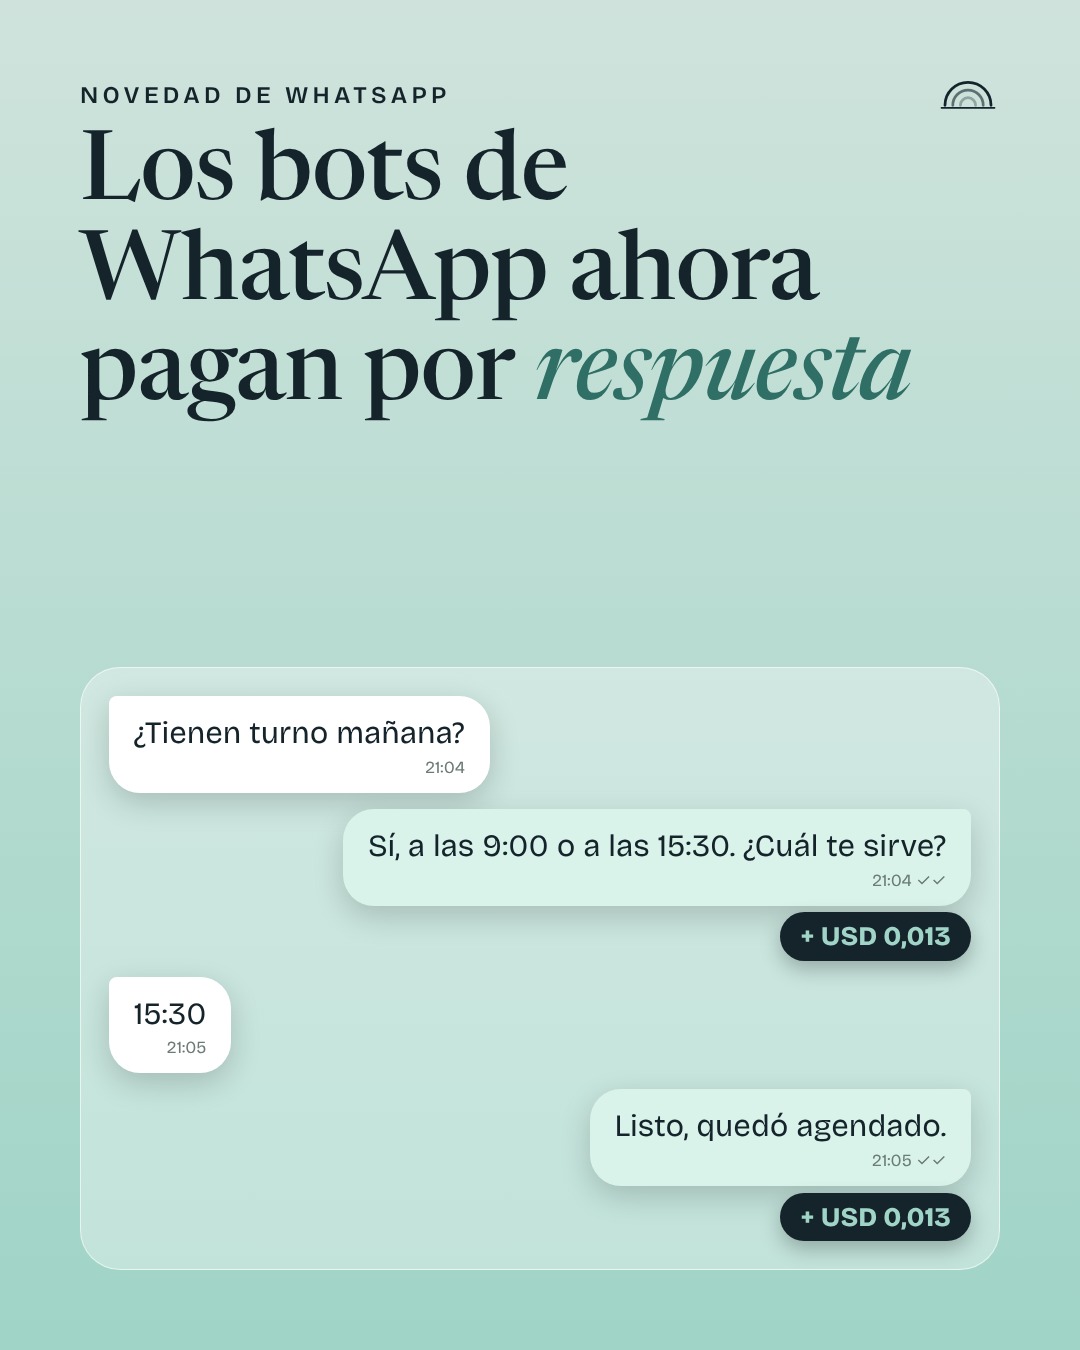 NOVEDAD DE WHATSAPP
Los bots de
WhatsApp ahora
pagan por respuesta
¿Tienen turno mañana?
21:04
Sí, a las 9:00 o a las 15:30. ¿Cuál te sirve?
21:04 ✓✓
+ USD 0,013
15:30
21:05
Listo, quedó agendado.
21:05 ✓✓
+ USD 0,013